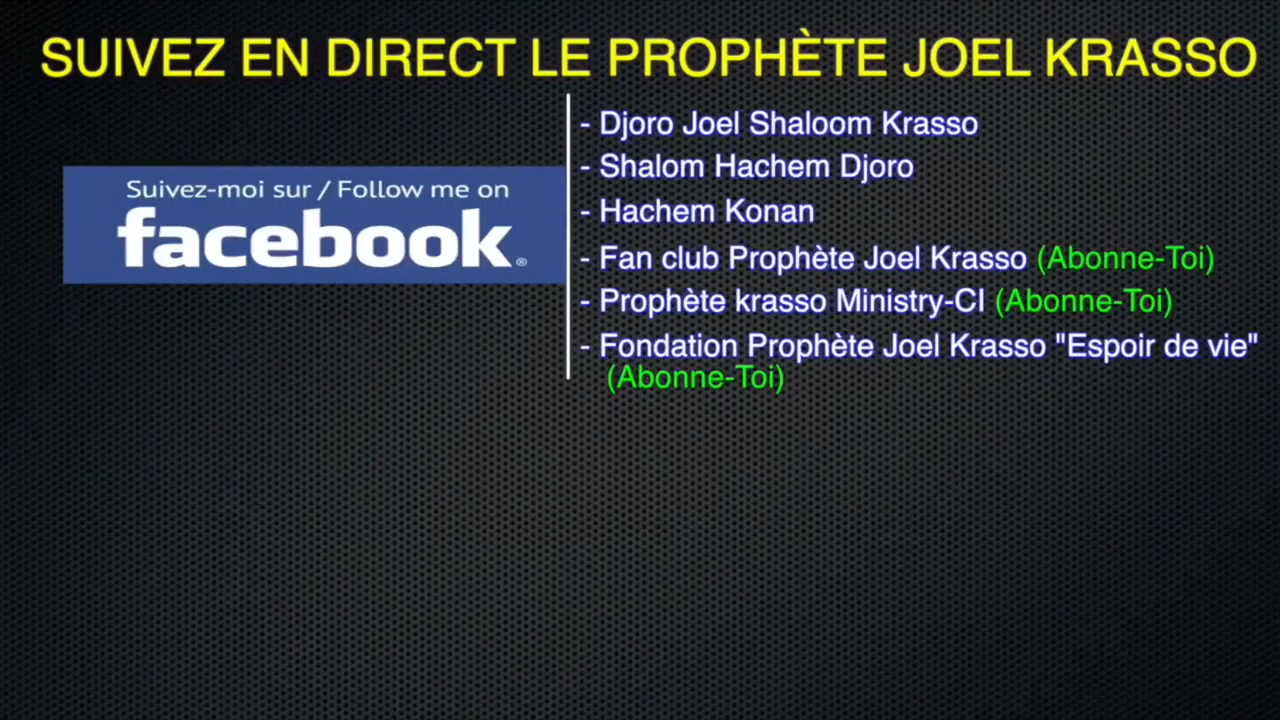 SUIVEZ EN DIRECT LE PROPHÈTE JOEL KRASSO
Suivez-moi sur / Follow me on
facebook®
- Djoro Joel Shaloom Krasso
- Shalom Hachem Djoro
- Hachem Konan
- Fan club Prophète Joel Krasso (Abonne-Toi)
- Prophète krasso Ministry-CI (Abonne-Toi)
- Fondation Prophète Joel Krasso "Espoir de vie"
(Abonne-Toi)